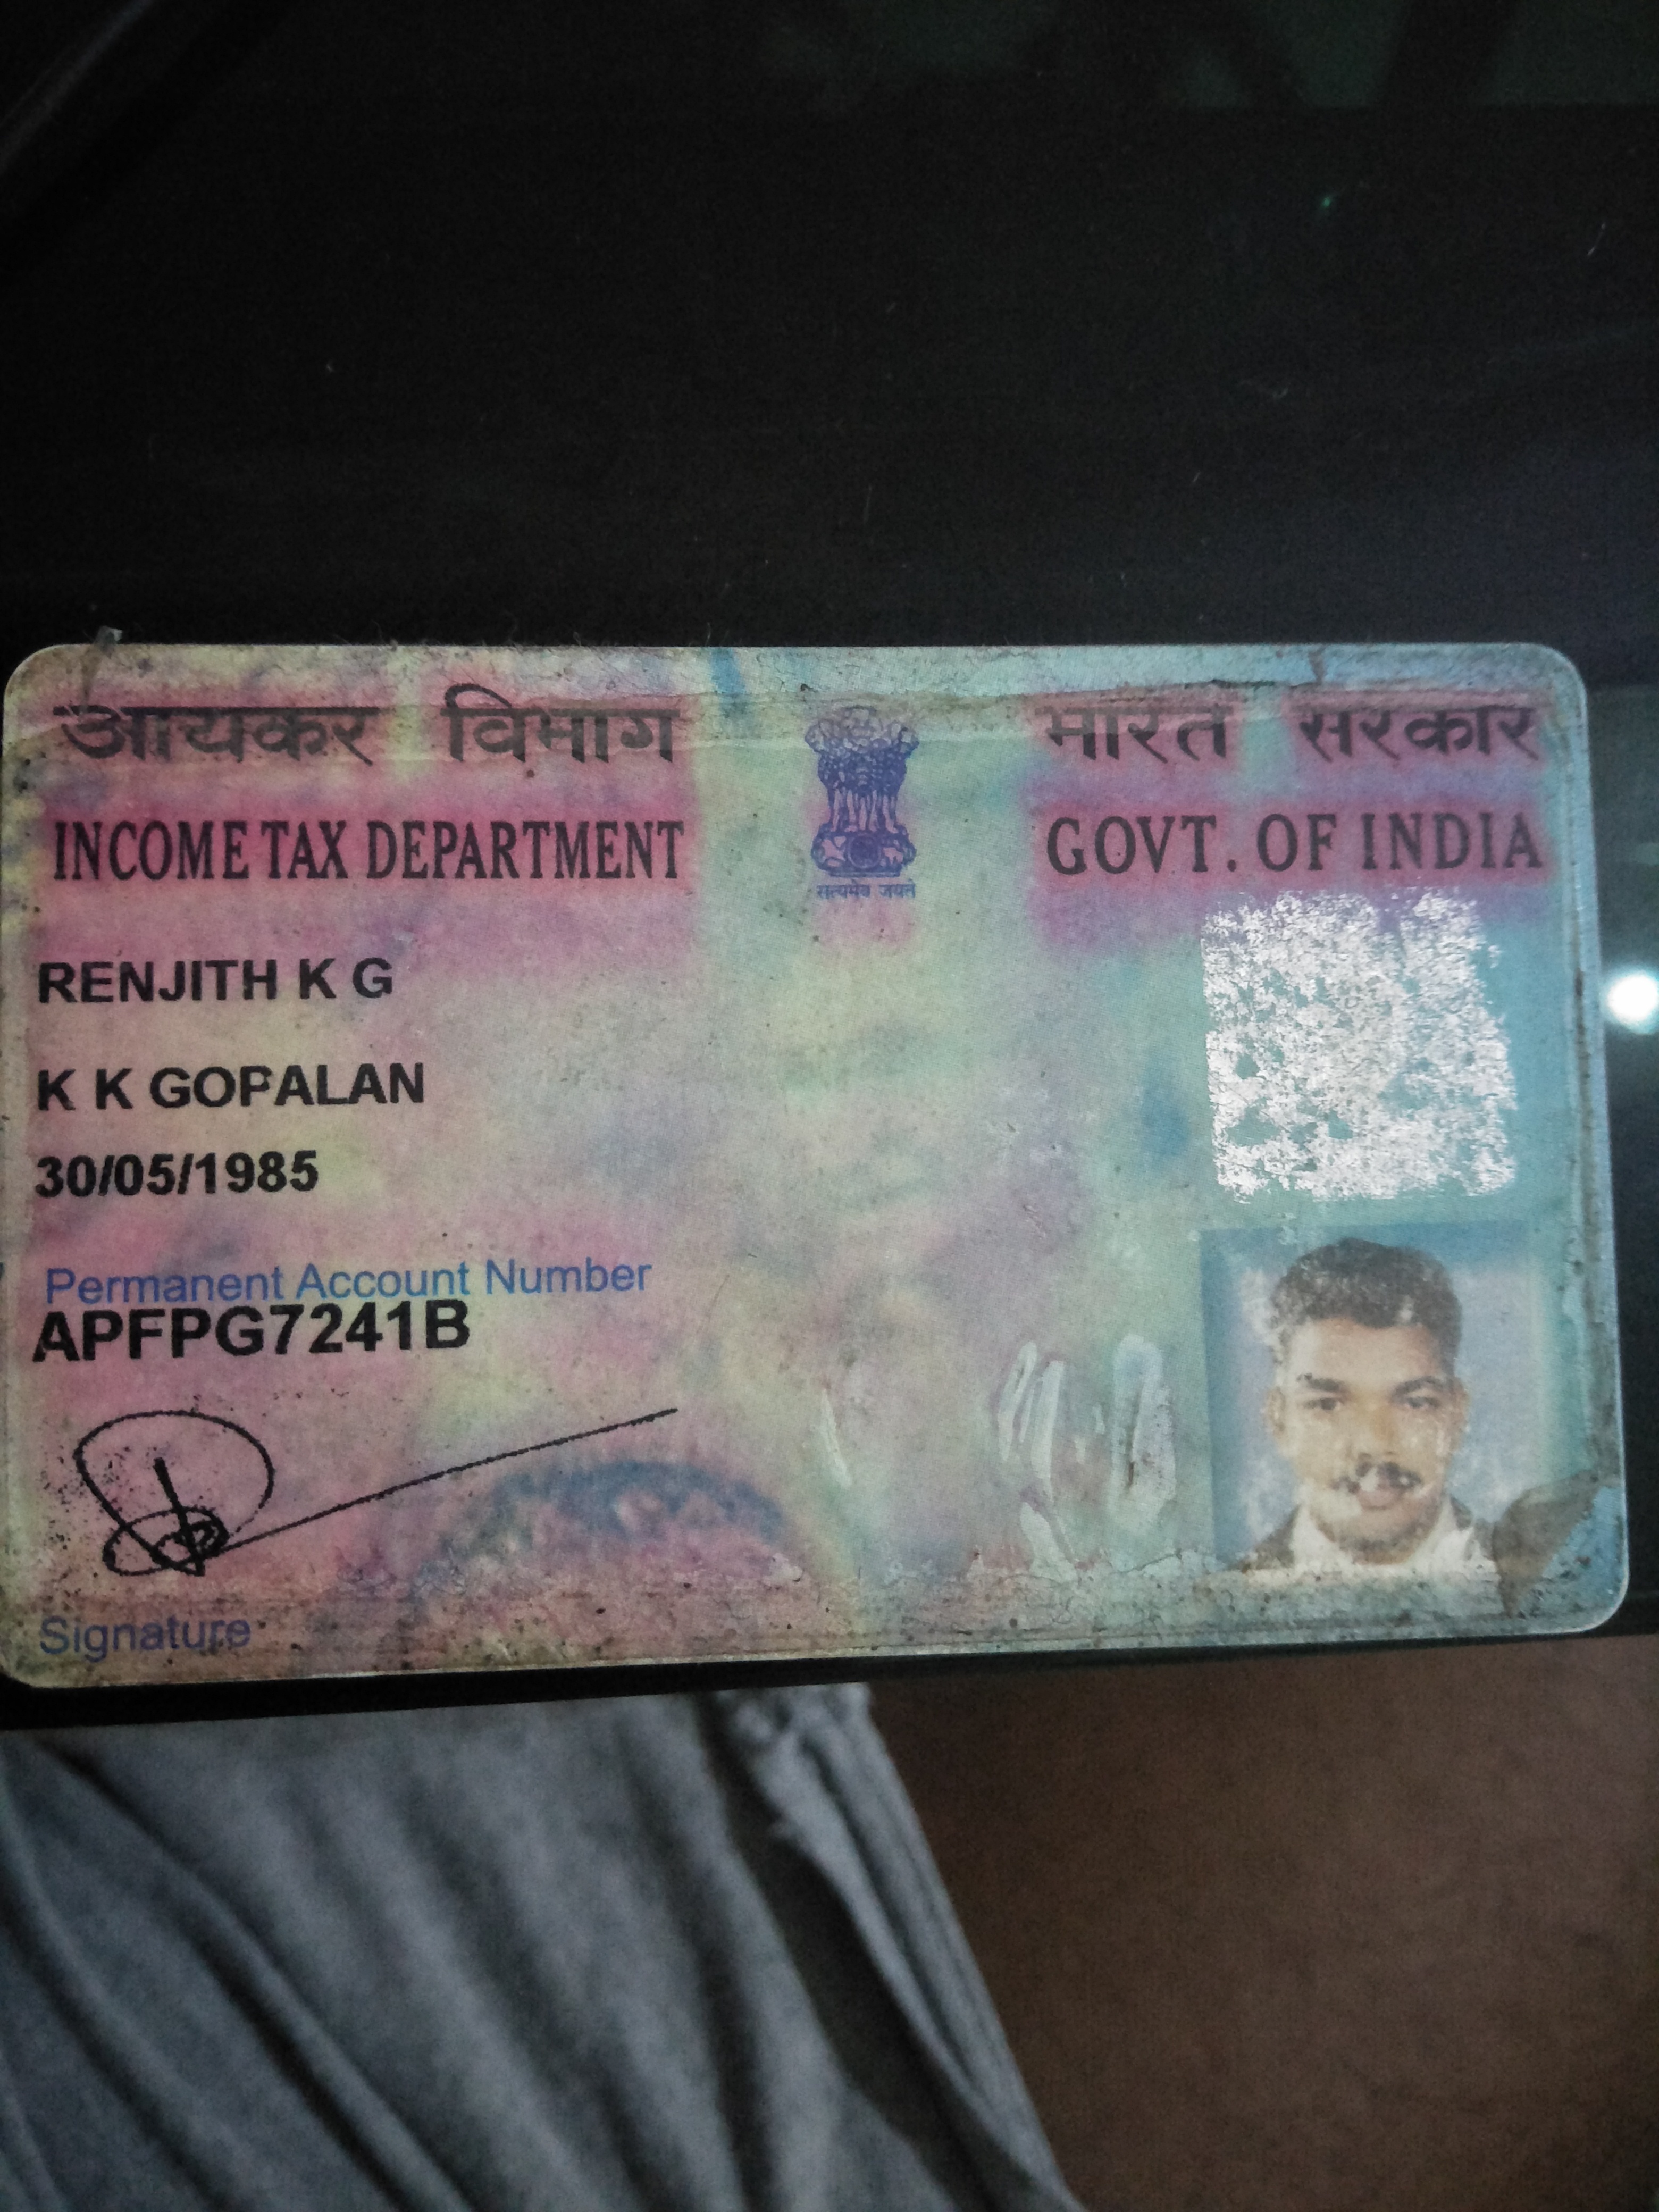 आयकर विभाग
INCOME TAX DEPARTMENT
भारत सरकार
GOVT. OF INDIA
सत्यमेव जयते
RENJITH K G
K K GOPALAN
30/05/1985
Permanent Account Number
APFPG7241B
Signature